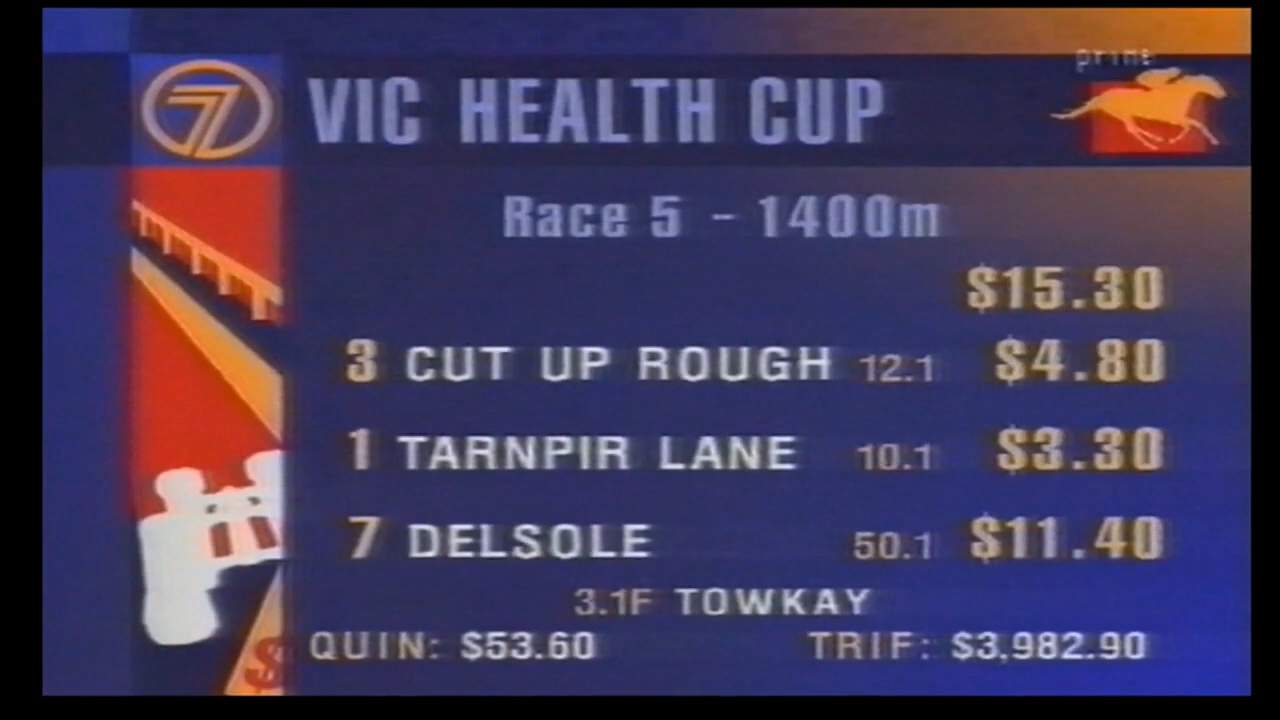 prime
7 VIC HEALTH CUP
Race 5 - 1400m
$15.30
3 CUT UP ROUGH 12.1 $4.80
1 TARNPIR LANE 10.1 $3.30
7 DELSOLE 50.1 $11.40
3.1F TOWKAY
QUIN: $53.60 TRIF: $3,982.90
$